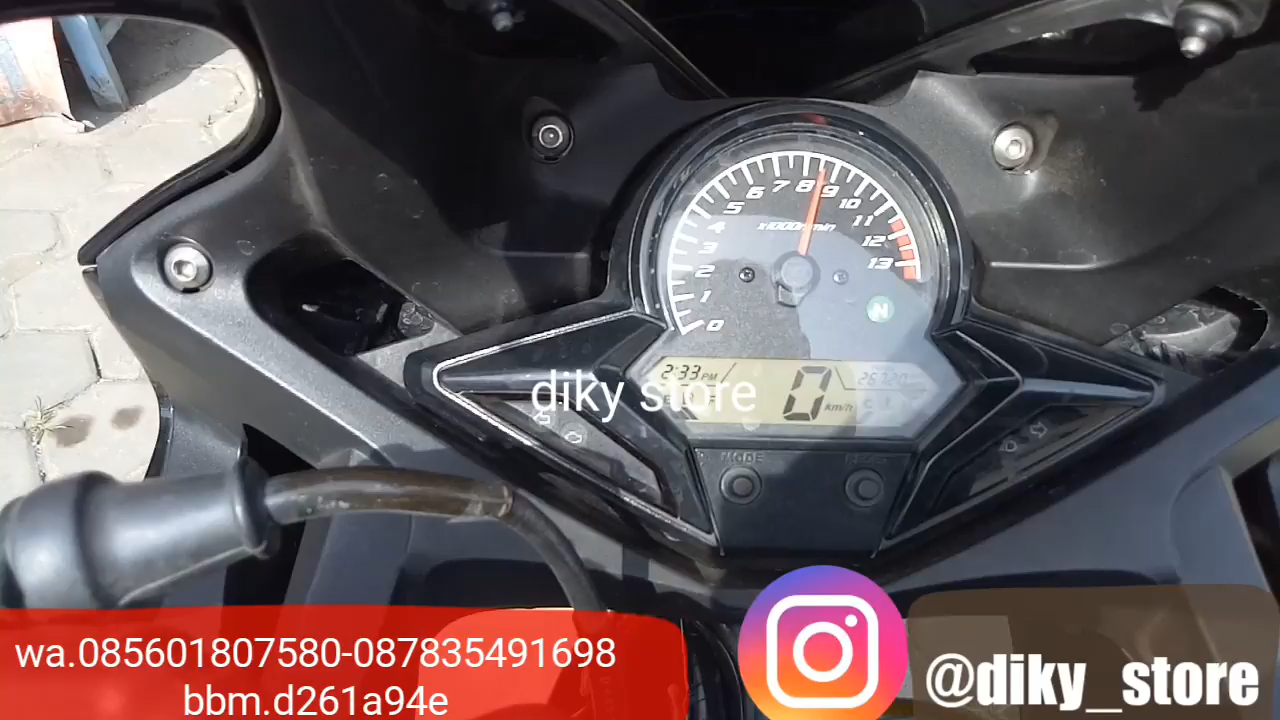 0
1
2
3
4
5
6
7
8
9
10
11
12
13
x1000r/min
N
2:33 PM
26720
0 km/h
diky store
MODE
wa.085601807580-087835491698
bbm.d261a94e
@diky_store